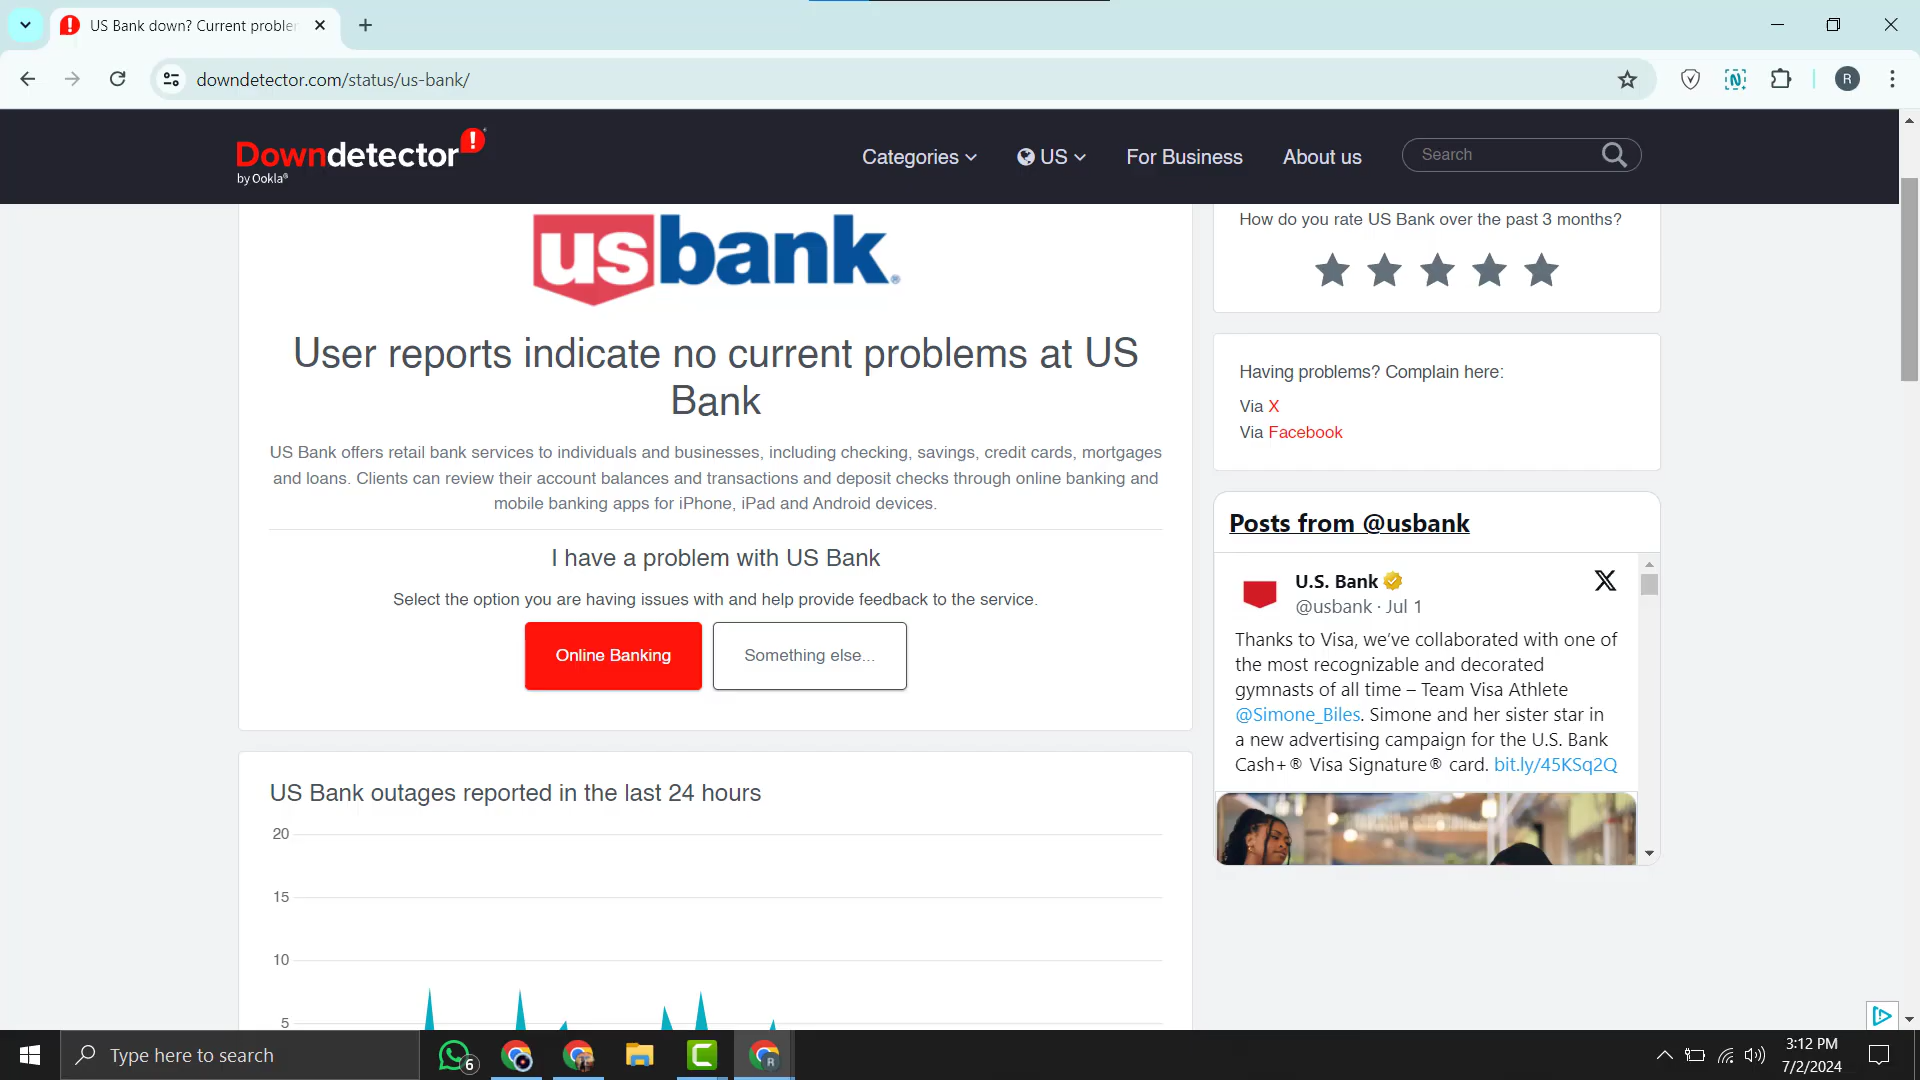 US Bank down? Current probler
downdetector.com/status/us-bank/
R
Downdetector
by Ookla®
Categories
US
For Business
About us
Search
usbank®
User reports indicate no current problems at US
Bank
US Bank offers retail bank services to individuals and businesses, including checking, savings, credit cards, mortgages
and loans. Clients can review their account balances and transactions and deposit checks through online banking and
mobile banking apps for iPhone, iPad and Android devices.
I have a problem with US Bank
Select the option you are having issues with and help provide feedback to the service.
Online Banking
Something else...
US Bank outages reported in the last 24 hours
20
15
10
5
How do you rate US Bank over the past 3 months?
Having problems? Complain here:
Via X
Via Facebook
Posts from @usbank
U.S. Bank
@usbank · Jul 1
Thanks to Visa, we've collaborated with one of
the most recognizable and decorated
gymnasts of all time – Team Visa Athlete
@Simone_Biles. Simone and her sister star in
a new advertising campaign for the U.S. Bank
Cash+® Visa Signature® card. bit.ly/45KSq2Q
Type here to search
6
R
3:12 PM
7/2/2024